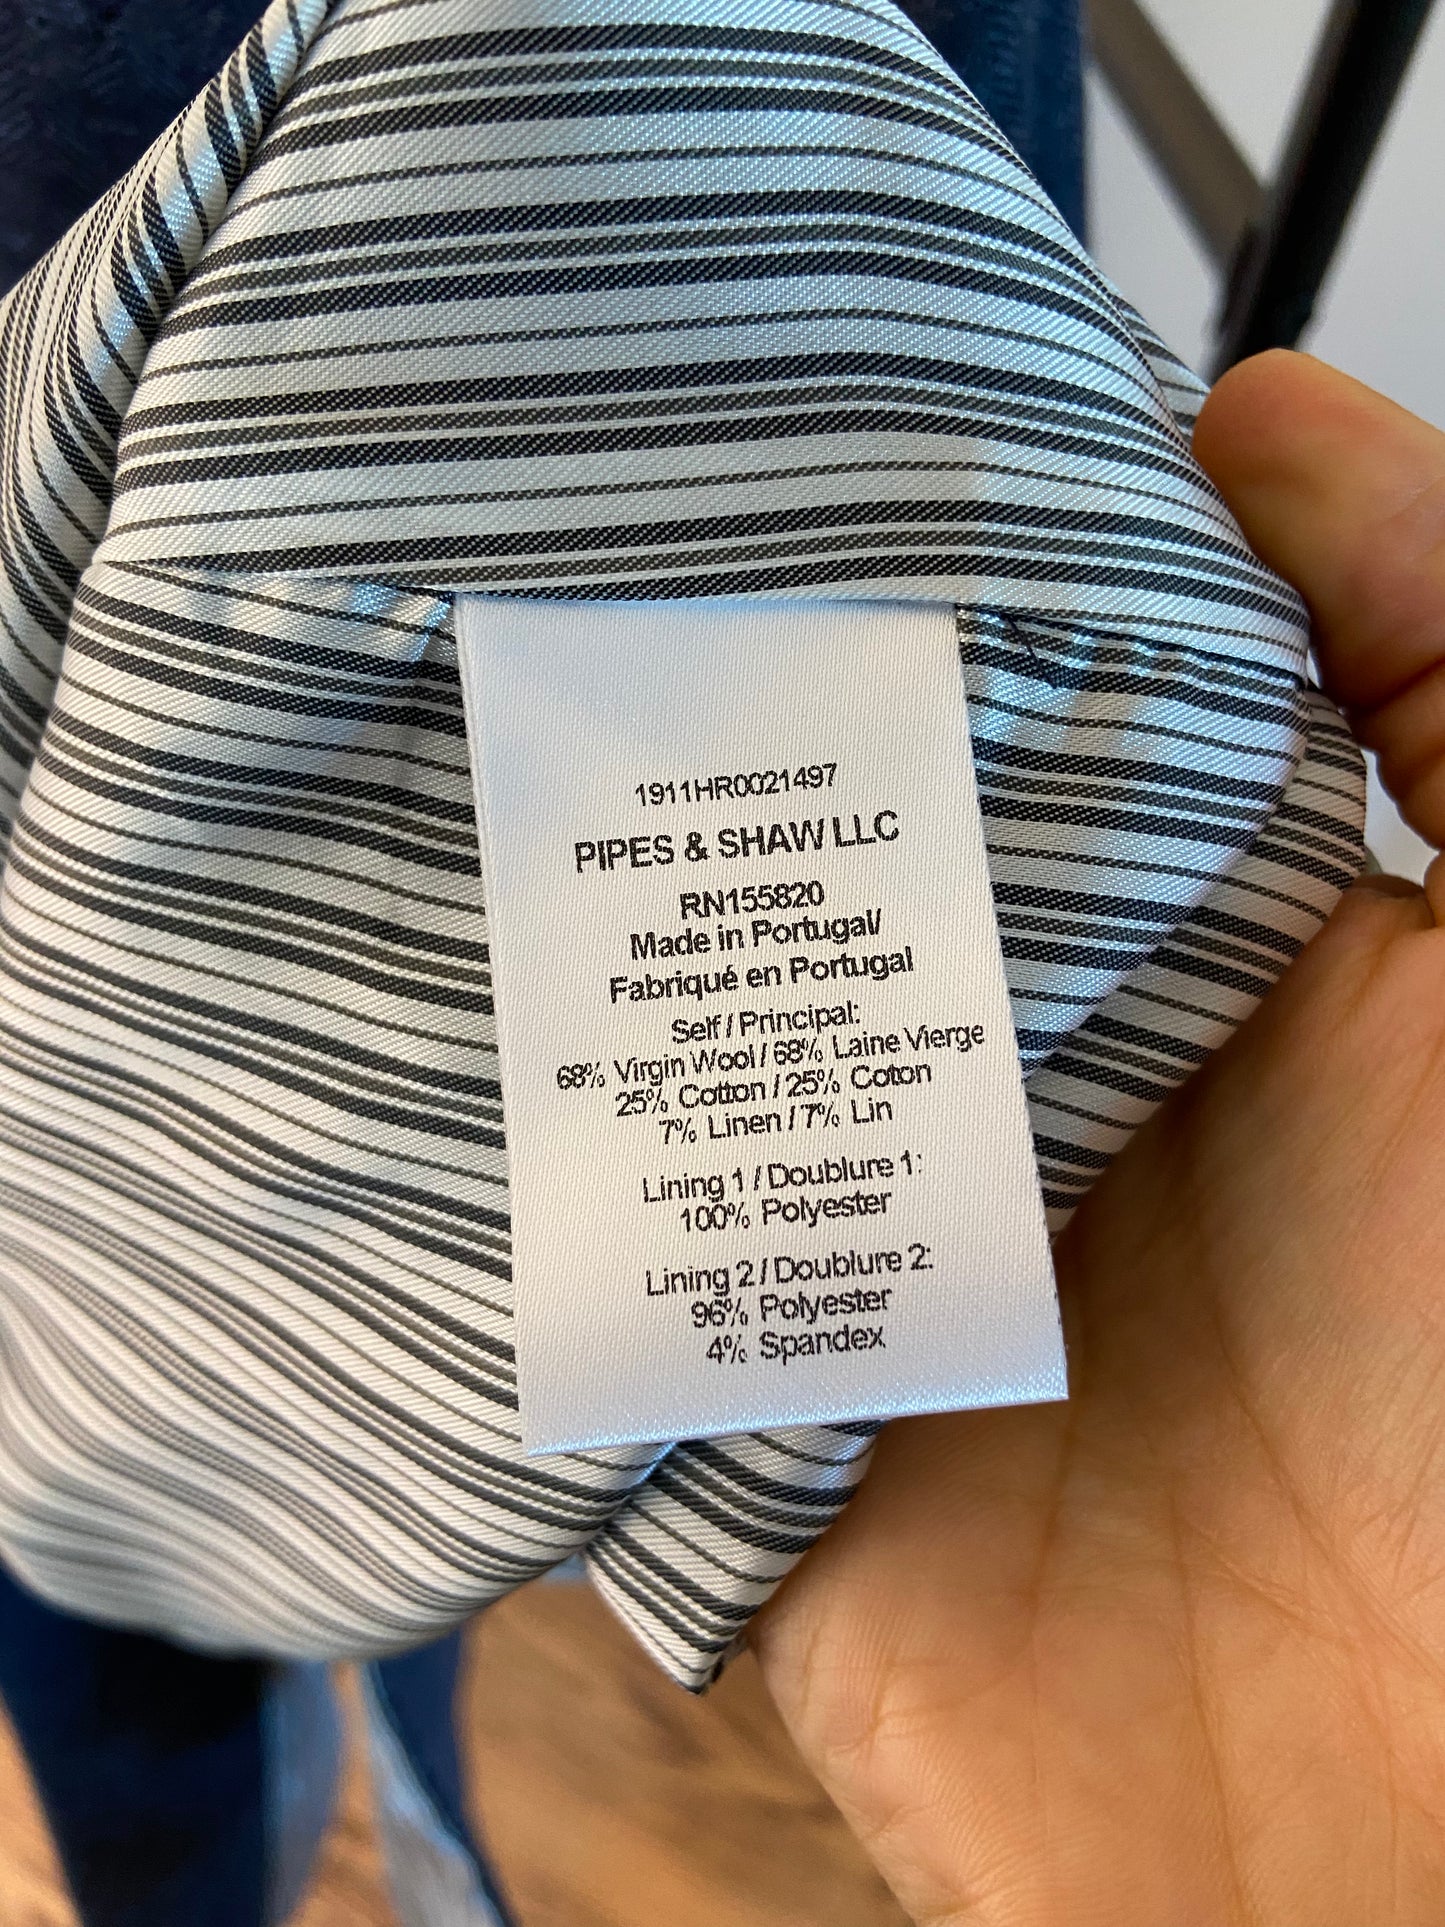 1911HR0021497
PIPES & SHAW LLC
RN155820
Made in Portugal/
Fabriqué en Portugal
Self / Principal:
68% Virgin Wool / 68% Laine Vierge
25% Cotton / 25% Coton
7% Linen / 7% Lin
Lining 1 / Doublure 1:
100% Polyester
Lining 2 / Doublure 2:
96% Polyester
4% Spandex